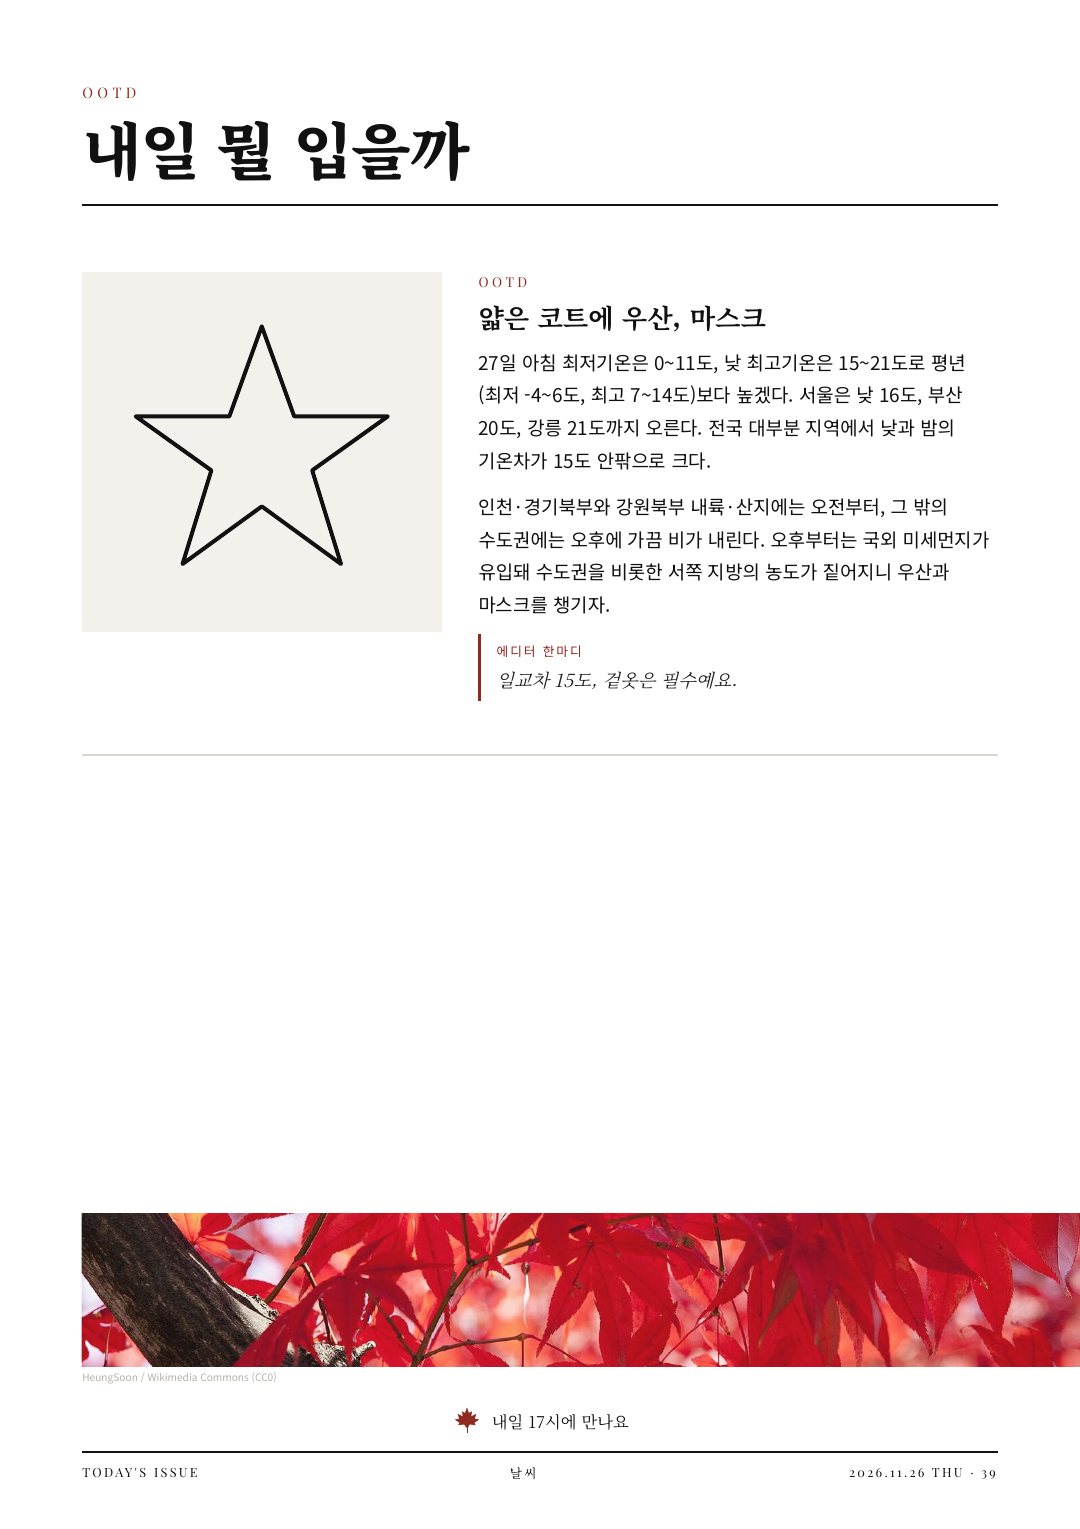 OOTD
내일 뭘 입을까
OOTD
얇은 코트에 우산, 마스크
27일 아침 최저기온은 0~11도, 낮 최고기온은 15~21도로 평년
(최저 -4~6도, 최고 7~14도)보다 높겠다. 서울은 낮 16도, 부산
20도, 강릉 21도까지 오른다. 전국 대부분 지역에서 낮과 밤의
기온차가 15도 안팎으로 크다.
인천·경기북부와 강원북부 내륙·산지에는 오전부터, 그 밖의
수도권에는 오후에 가끔 비가 내린다. 오후부터는 국외 미세먼지가
유입돼 수도권을 비롯한 서쪽 지방의 농도가 짙어지니 우산과
마스크를 챙기자.
에디터 한마디
일교차 15도, 겉옷은 필수예요.
HeungSoon / Wikimedia Commons (CC0)
내일 17시에 만나요
TODAY'S ISSUE
날씨
2026.11.26 THU · 39